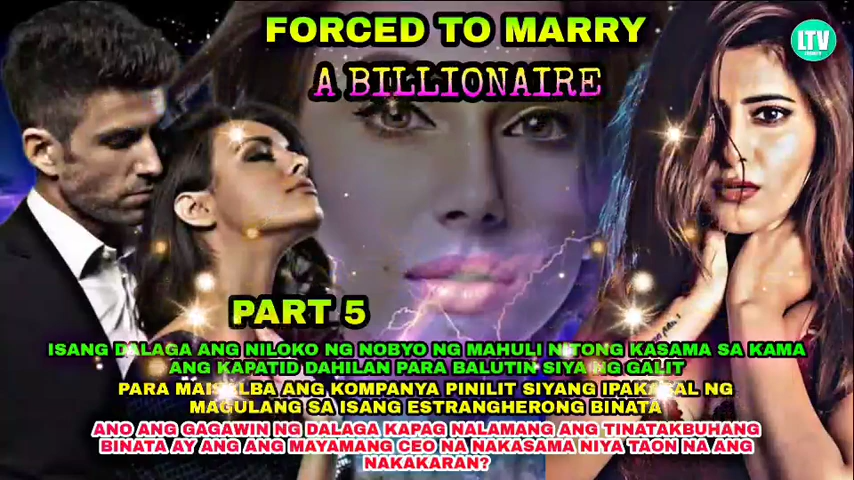 FORCED TO MARRY
LTV
A BILLIONAIRE
PART 5
ISANG DALAGA ANG NILOKO NG NOBYO NG MAHULI NITONG KASAMA SA KAMA
ANG KAPATID DAHILAN PARA BALUTIN SIYA NG GALIT
PARA MAISALBA ANG KOMPANYA PINILIT SIYANG IPAKASAL NG
MAGULANG SA ISANG ESTRANGHERONG BINATA
ANO ANG GAGAWIN NG DALAGA KAPAG NALAMANG ANG TINATAKBUHANG
BINATA AY ANG ANG MAYAMANG CEO NA NAKASAMA NIYA TAON NA ANG
NAKAKARAN?